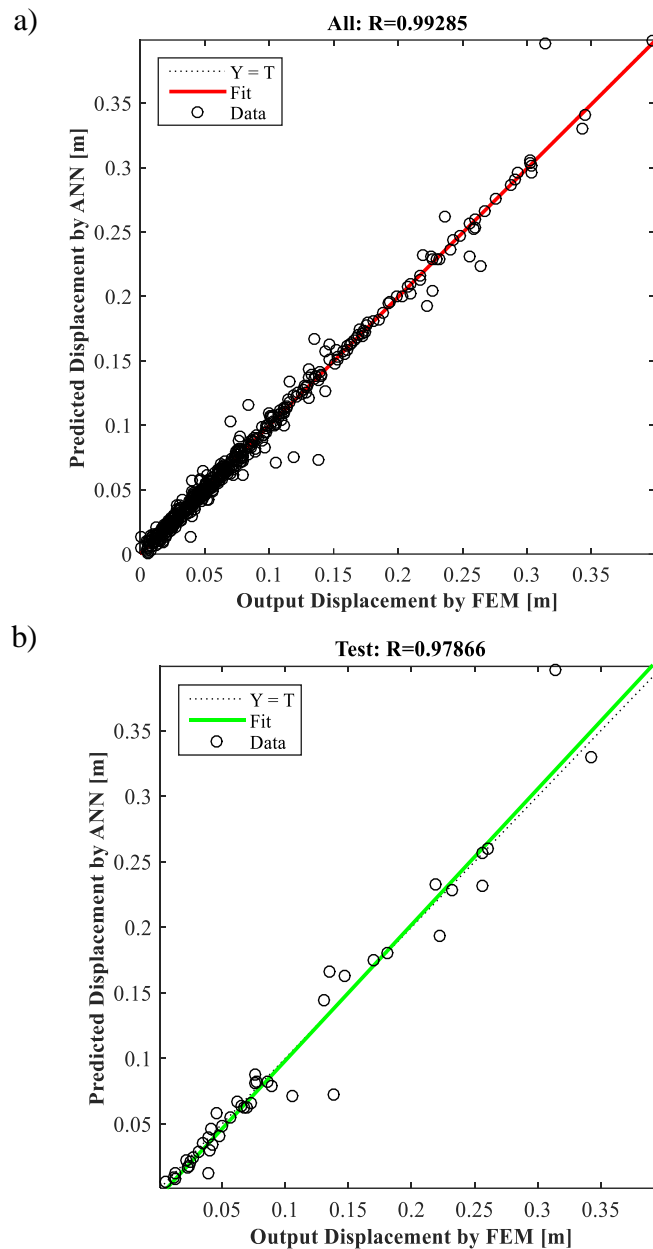 a)
All: R=0.99285
Y = T
Fit
Data
Predicted Displacement by ANN [m]
0.35
0.3
0.25
0.2
0.15
0.1
0.05
0
0 0.05 0.1 0.15 0.2 0.25 0.3 0.35
Output Displacement by FEM [m]
b)
Test: R=0.97866
Y = T
Fit
Data
Predicted Displacement by ANN [m]
0.35
0.3
0.25
0.2
0.15
0.1
0.05
0.05 0.1 0.15 0.2 0.25 0.3 0.35
Output Displacement by FEM [m]